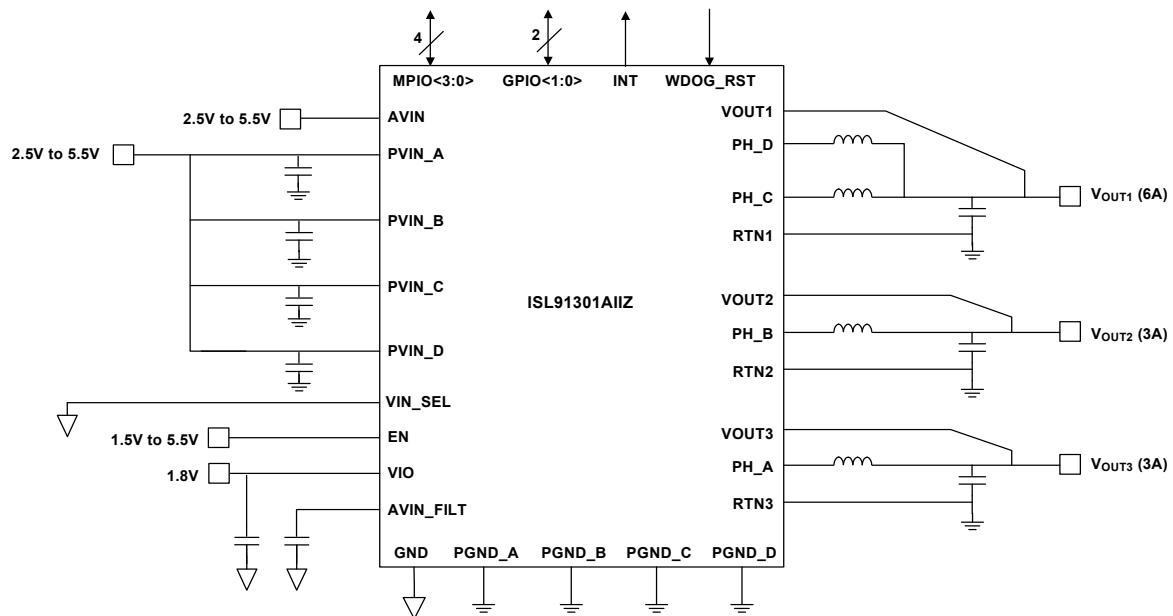 4
2
MPIO<3:0>
GPIO<1:0>
INT
WDOG_RST
2.5V to 5.5V
AVIN
2.5V to 5.5V
PVIN_A
PVIN_B
PVIN_C
PVIN_D
VIN_SEL
1.5V to 5.5V
EN
1.8V
VIO
AVIN_FILT
ISL91301AIIZ
VOUT1
PH_D
PH_C
VOUT1 (6A)
RTN1
VOUT2
PH_B
VOUT2 (3A)
RTN2
VOUT3
PH_A
VOUT3 (3A)
RTN3
GND
PGND_A
PGND_B
PGND_C
PGND_D